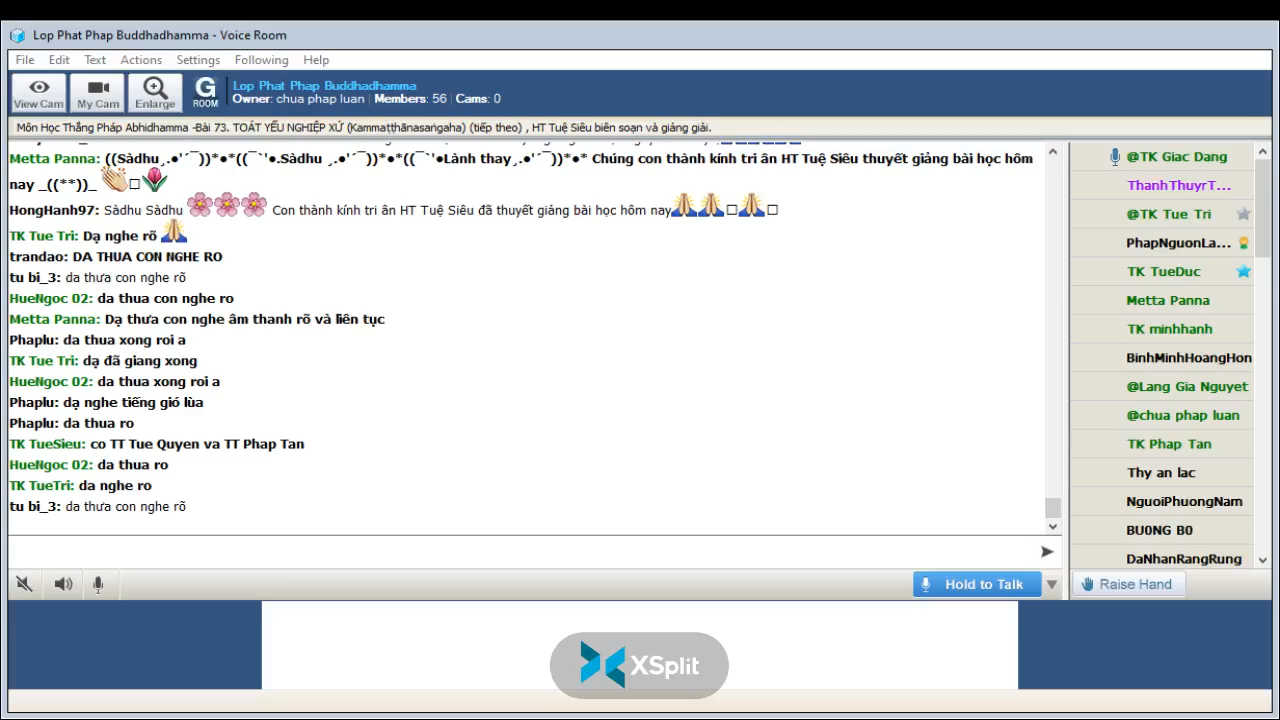 Lop Phat Phap Buddhadhamma - Voice Room
File Edit Text Actions Settings Following Help
View Cam My Cam Enlarge G ROOM
Lop Phat Phap Buddhadhamma
Owner: chua phap luan | Members: 56 | Cams: 0
Môn Học Thắng Pháp Abhidhamma -Bài 73. TOÁT YẾU NGHIỆP XỨ (Kammaṭṭhānasaṅgaha) (tiếp theo) , HT Tuệ Siêu biên soạn và giảng giải.
Metta Panna: ((Sàdhu¸.●'´¯))*●*((¯`'●.Sàdhu ¸.●'´¯))*●*((¯`'●Lành thay¸.●'´¯))*●* Chúng con thành kính tri ân HT Tuệ Siêu thuyết giảng bài học hôm
nay _((**))_ 👏□🌷
HongHanh97: Sàdhu Sàdhu 🌸🌸🌸 Con thành kính tri ân HT Tuệ Siêu đã thuyết giảng bài học hôm nay🙏🙏□🙏□
TK Tue Tri: Dạ nghe rõ 🙏
trandao: DA THUA CON NGHE RO
tu bi_3: da thưa con nghe rõ
HueNgoc 02: da thua con nghe ro
Metta Panna: Dạ thưa con nghe âm thanh rõ và liên tục
Phaplu: da thua xong roi a
TK Tue Tri: dạ đã giang xong
HueNgoc 02: da thua xong roi a
Phaplu: dạ nghe tiếng gió lùa
Phaplu: da thua ro
TK TueSieu: co TT Tue Quyen va TT Phap Tan
HueNgoc 02: da thua ro
TK TueTri: da nghe ro
tu bi_3: da thưa con nghe rõ
@TK Giac Dang
ThanhThuyrT...
@TK Tue Tri
PhapNguonLa...
TK TueDuc
Metta Panna
TK minhhanh
BinhMinhHoangHon
@Lang Gia Nguyet
@chua phap luan
TK Phap Tan
Thy an lac
NguoiPhuongNam
BU0NG B0
DaNhanRangRung
Hold to Talk
Raise Hand
XSplit